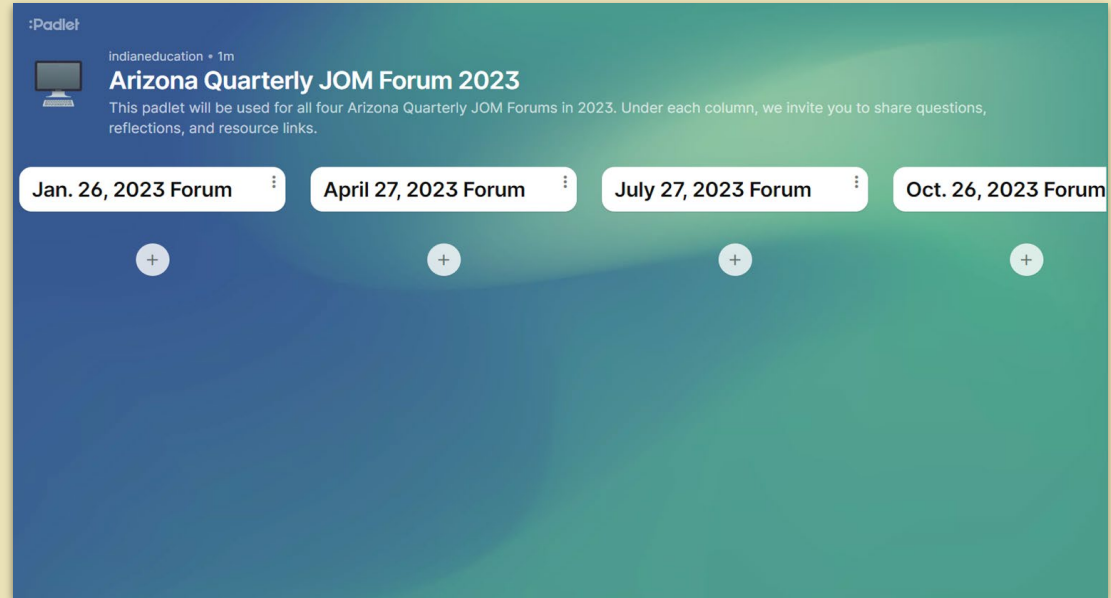 :Padlet
indianeducation • 1m
Arizona Quarterly JOM Forum 2023
This padlet will be used for all four Arizona Quarterly JOM Forums in 2023. Under each column, we invite you to share questions,
reflections, and resource links.
Jan. 26, 2023 Forum
April 27, 2023 Forum
July 27, 2023 Forum
Oct. 26, 2023 Forum